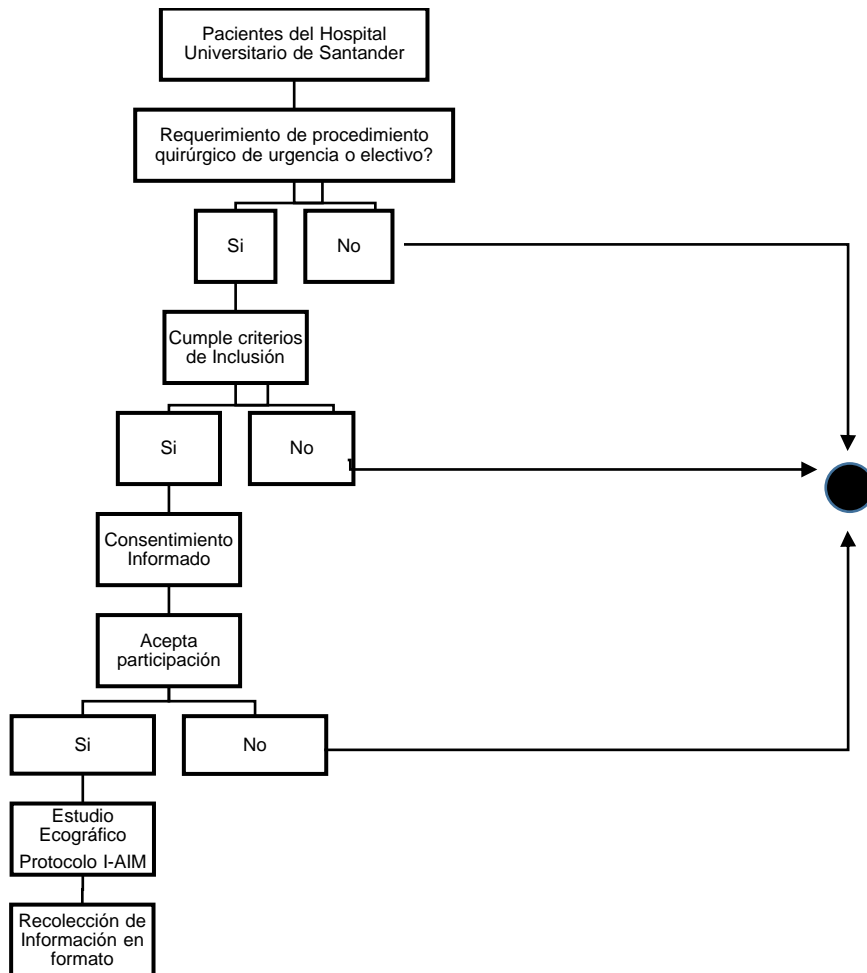 Pacientes del Hospital
Universitario de Santander
Requerimiento de procedimiento
quirúrgico de urgencia o electivo?
Si
No
Cumple criterios
de Inclusión
Si
No
Consentimiento
Informado
Acepta
participación
Si
No
Estudio
Ecográfico
Protocolo I-AIM
Recolección de
Información en
formato